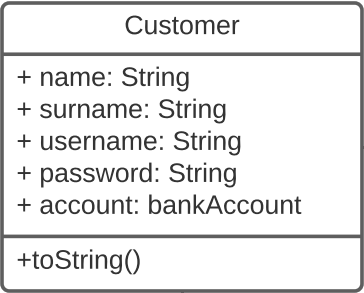 Customer
+ name: String
+ surname: String
+ username: String
+ password: String
+ account: bankAccount
+toString()